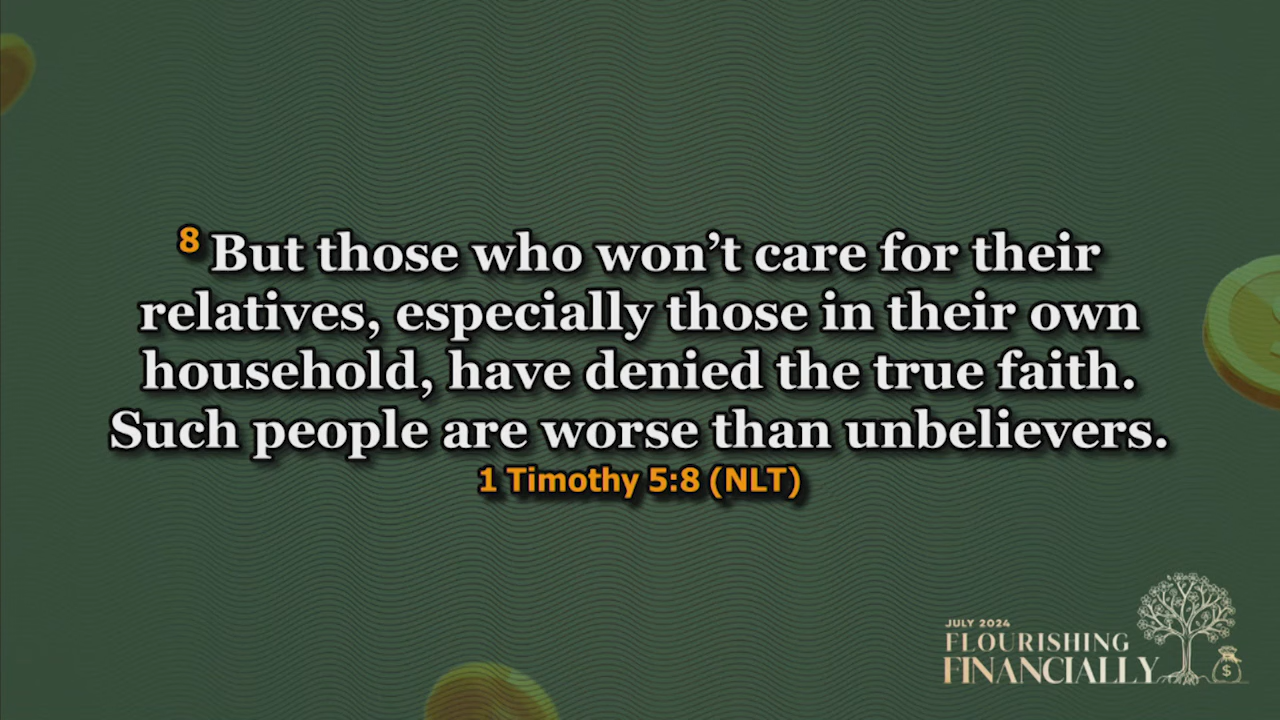 8 But those who won’t care for their
relatives, especially those in their own
household, have denied the true faith.
Such people are worse than unbelievers.
1 Timothy 5:8 (NLT)
JULY 2024
FLOURISHING
FINANCIALLY
$